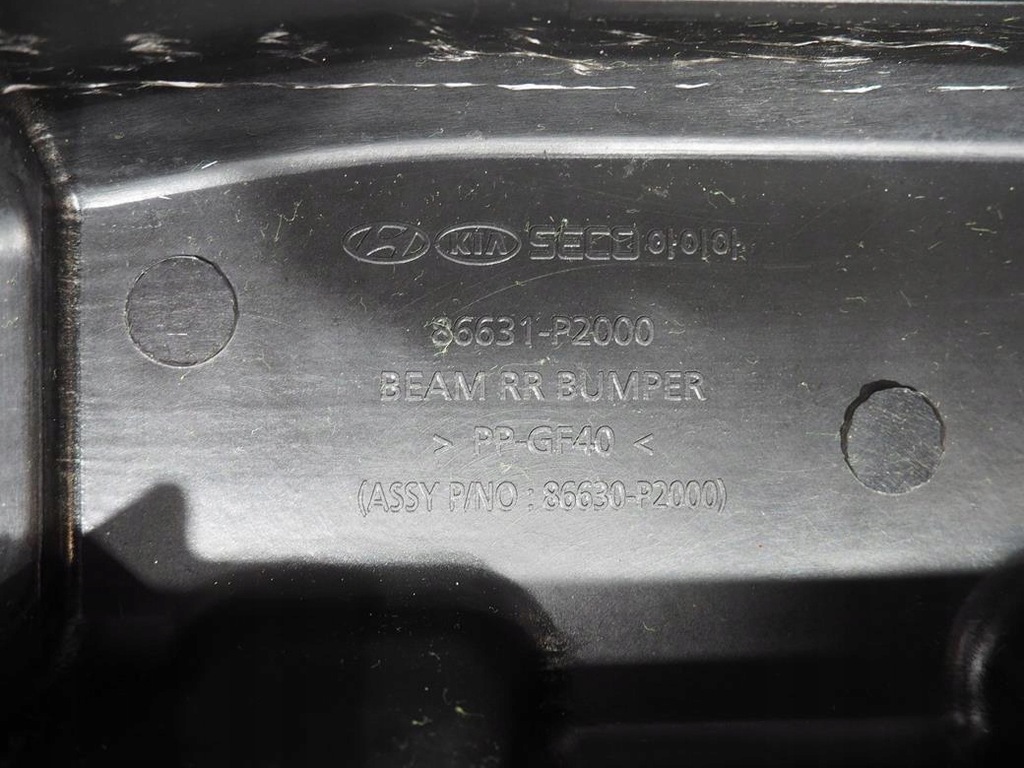 KIA SECO
86631-P2000
BEAM RR BUMPER
> PP-GF40 <
(ASSY P/NO : 86630-P2000)